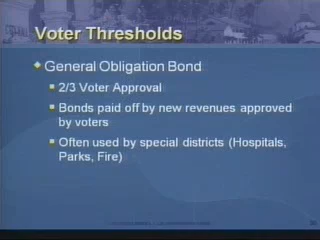 Voter Thresholds
General Obligation Bond
2/3 Voter Approval
Bonds paid off by new revenues approved
by voters
Often used by special districts (Hospitals,
Parks, Fire)